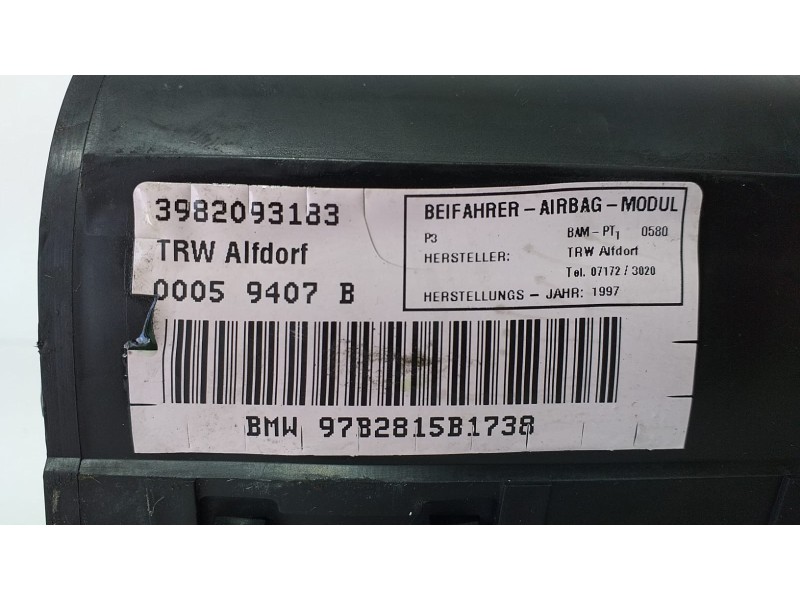 3982093183
TRW Alfdorf
0005 9407 B
BEIFAHRER-AIRBAG-MODUL
P3 BAM-PT1 0580
HERSTELLER: TRW Alfdorf
Tel. 07172/3020
HERSTELLUNGS-JAHR: 1997
BMW 97B2815B1738